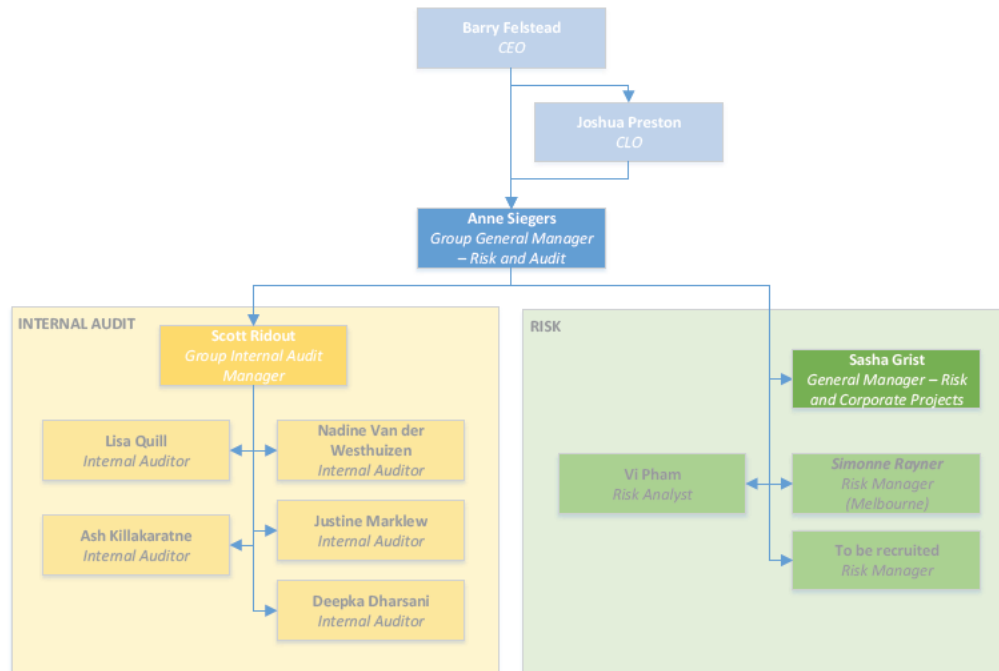 Barry Felstead
CEO
Joshua Preston
CLO
Anne Siegers
Group General Manager
– Risk and Audit
INTERNAL AUDIT
Scott Ridout
Group Internal Audit
Manager
Lisa Quill
Internal Auditor
Nadine Van der
Westhuizen
Internal Auditor
Ash Killakaratne
Internal Auditor
Justine Marklew
Internal Auditor
Deepka Dharsani
Internal Auditor
RISK
Sasha Grist
General Manager – Risk
and Corporate Projects
Vi Pham
Risk Analyst
Simonne Rayner
Risk Manager
(Melbourne)
To be recruited
Risk Manager